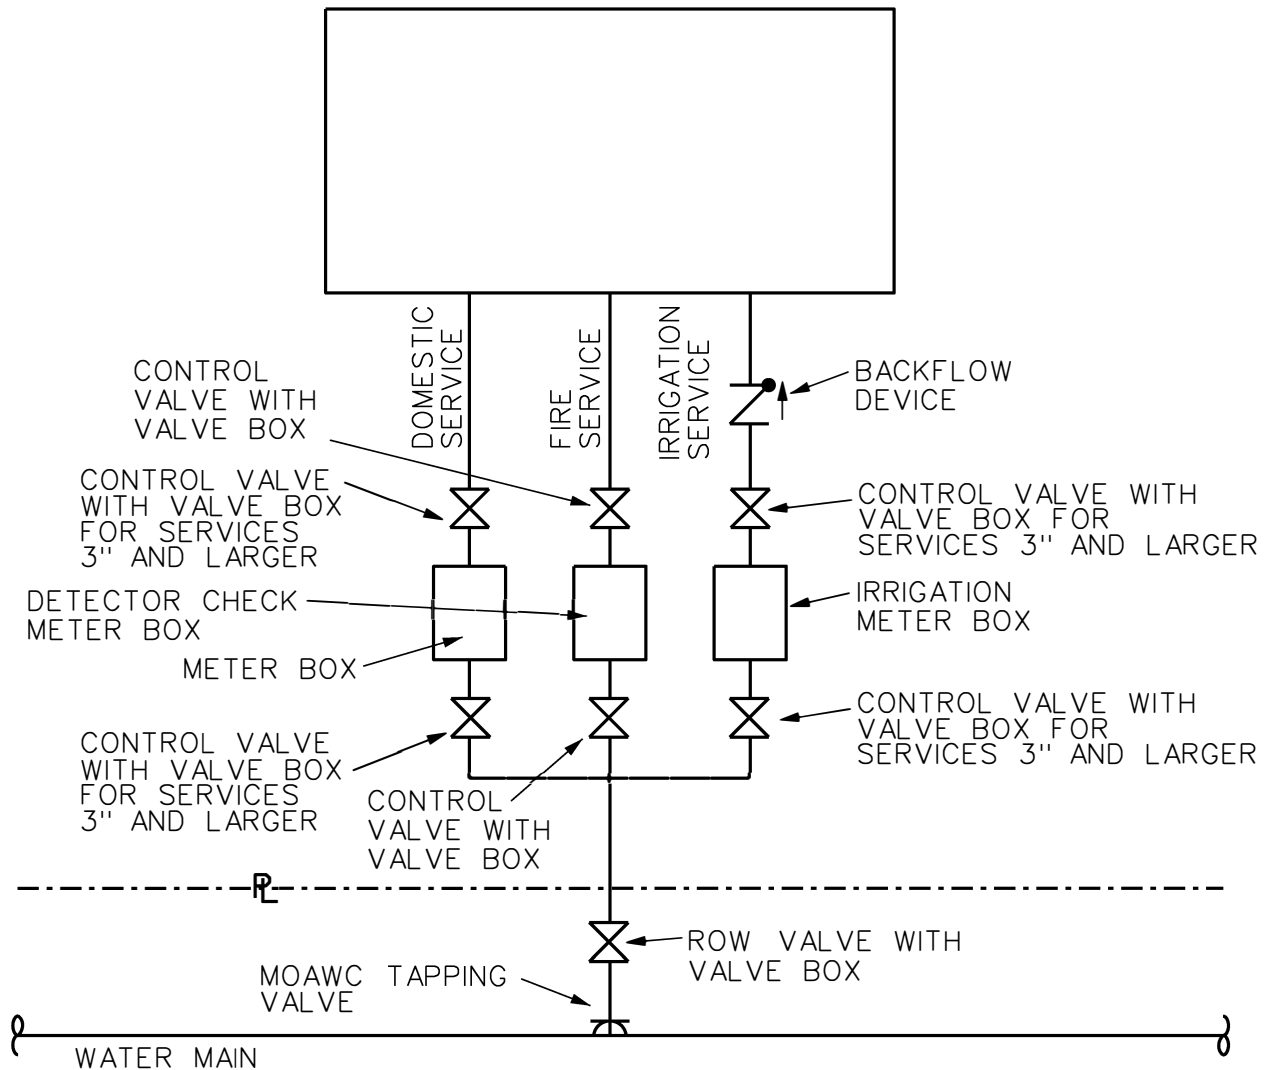 DOMESTIC
SERVICE
FIRE
SERVICE
IRRIGATION
SERVICE
CONTROL
VALVE WITH
VALVE BOX
BACKFLOW
DEVICE
CONTROL VALVE
WITH VALVE BOX
FOR SERVICES
3" AND LARGER
CONTROL VALVE WITH
VALVE BOX FOR
SERVICES 3" AND LARGER
DETECTOR CHECK
METER BOX
METER BOX
IRRIGATION
METER BOX
CONTROL VALVE WITH
VALVE BOX FOR
SERVICES 3" AND LARGER
CONTROL VALVE
WITH VALVE BOX
FOR SERVICES
3" AND LARGER
CONTROL
VALVE WITH
VALVE BOX
PL
ROW VALVE WITH
VALVE BOX
MOAWC TAPPING
VALVE
WATER MAIN